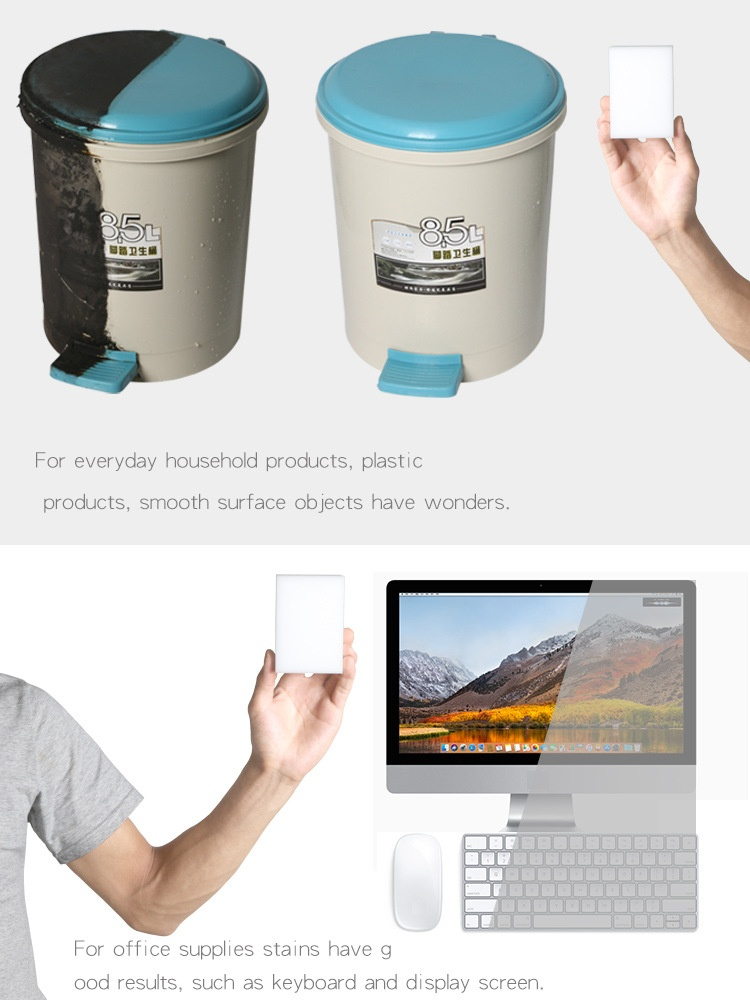 8.5L
脚踏卫生桶
8.5L
脚踏卫生桶
For everyday household products, plastic
products, smooth surface objects have wonders.
For office supplies stains have g
ood results, such as keyboard and display screen.